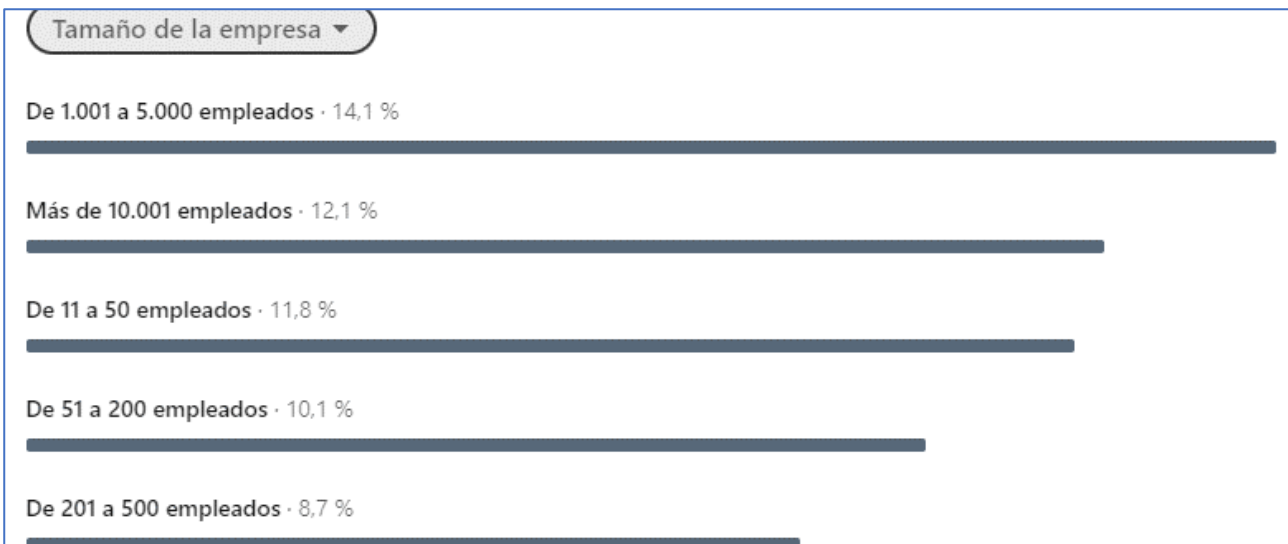 Tamaño de la empresa
De 1.001 a 5.000 empleados · 14,1 %
Más de 10.001 empleados · 12,1 %
De 11 a 50 empleados · 11,8 %
De 51 a 200 empleados · 10,1 %
De 201 a 500 empleados · 8,7 %